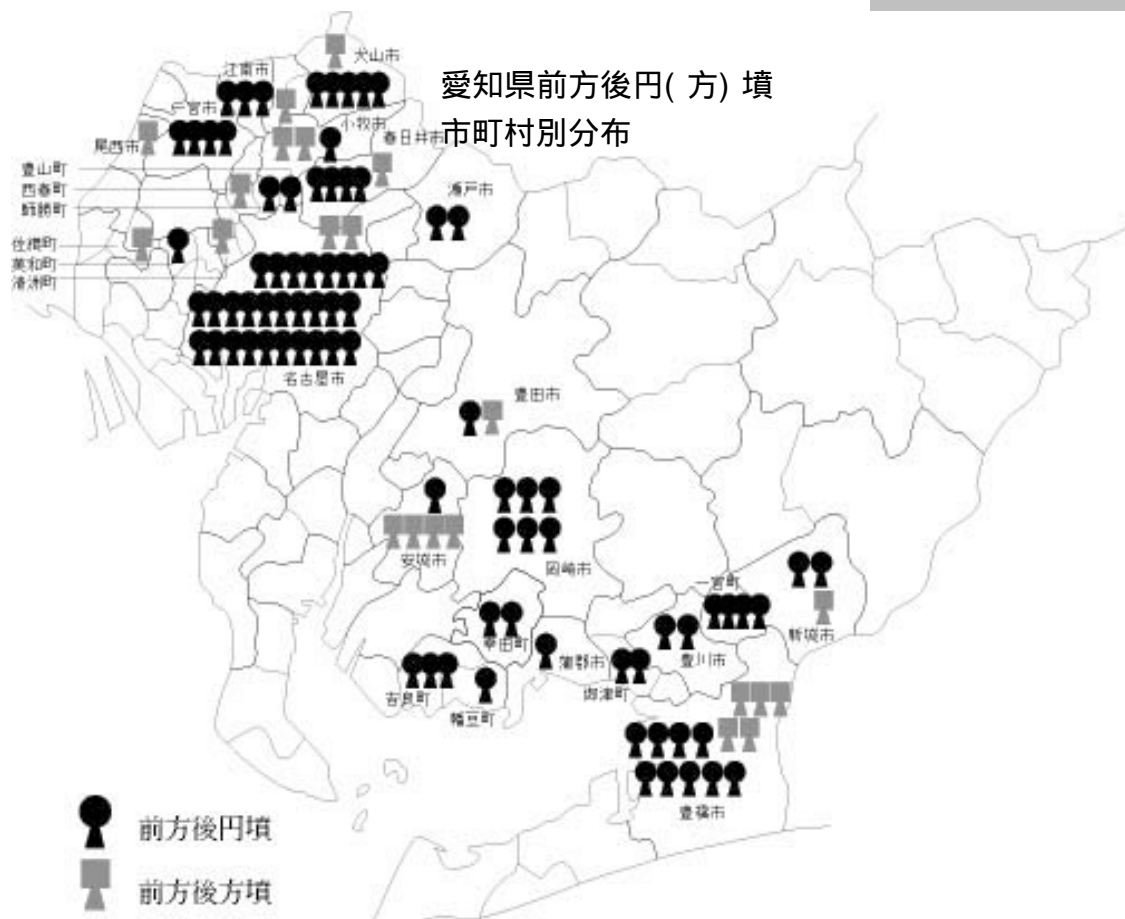 愛知県前方後円( 方) 墳
市町村別分布
犬山市
江南市
一宮市
小牧市
春日井市
尾西市
豊山町
西春町
師勝町
瀬戸市
佐織町
美和町
清洲町
名古屋市
豊田市
安城市
岡崎市
一宮町
新城市
幸田町
蒲郡市
豊川市
御津町
吉良町
幡豆町
豊橋市
前方後円墳
前方後方墳